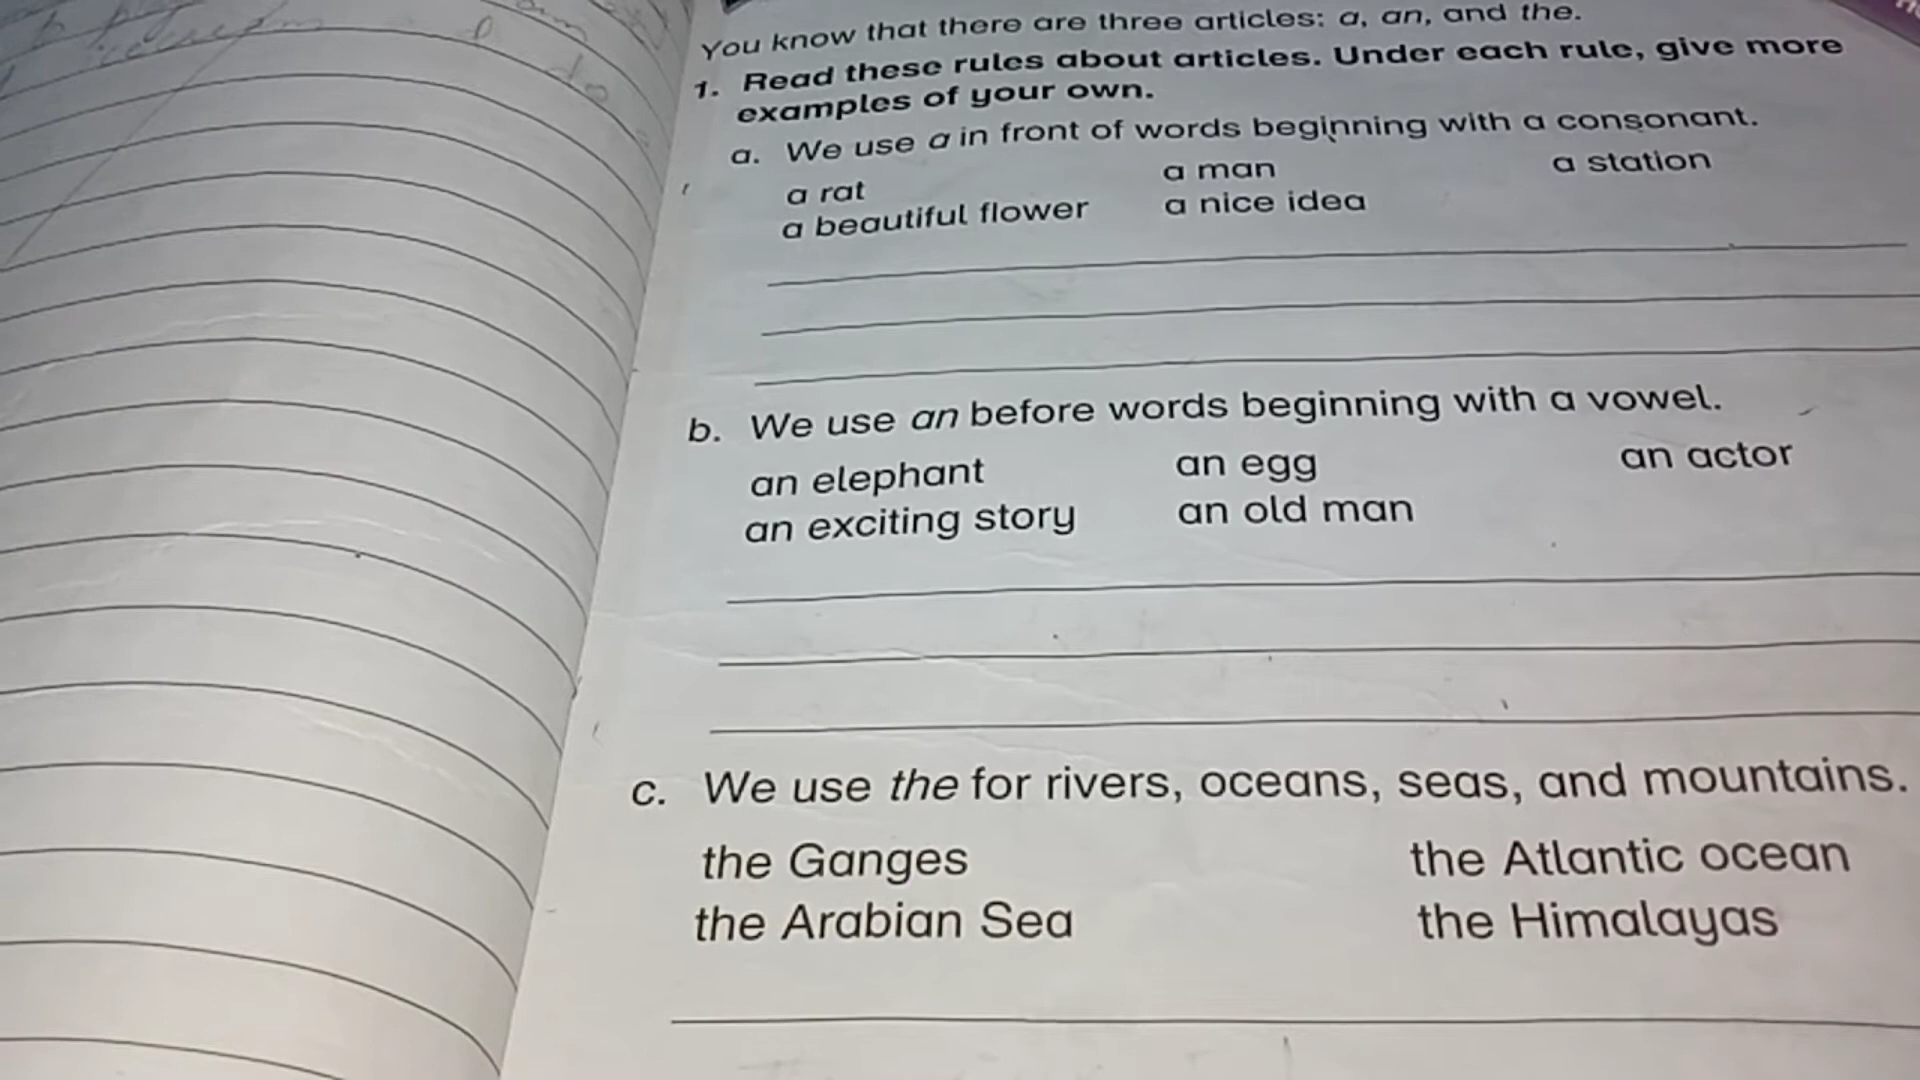 You know that there are three articles: a, an, and the.
1. Read these rules about articles. Under each rule, give more
examples of your own.
a. We use a in front of words beginning with a consonant.
a rat a man a station
a beautiful flower a nice idea
b. We use an before words beginning with a vowel.
an elephant an egg an actor
an exciting story an old man
c. We use the for rivers, oceans, seas, and mountains.
the Ganges the Atlantic ocean
the Arabian Sea the Himalayas